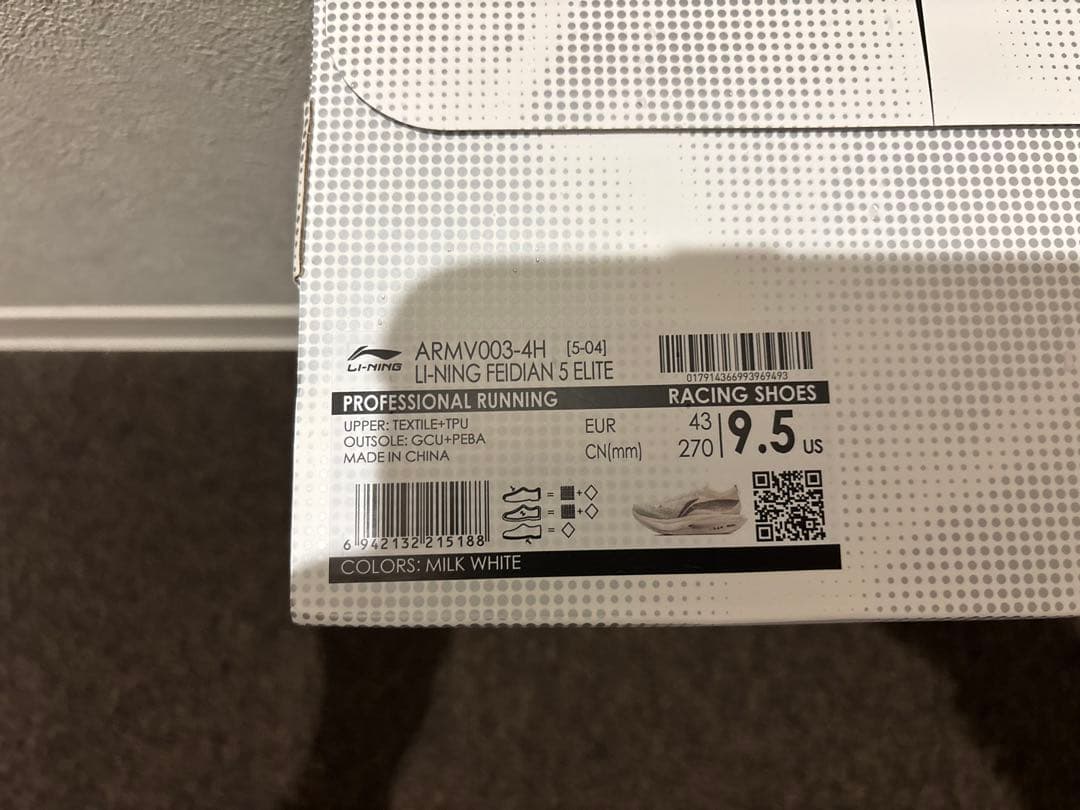 LI-NING
ARMV003-4H [5-04]
LI-NING FEIDIAN 5 ELITE
017914366993969493
PROFESSIONAL RUNNING RACING SHOES
UPPER: TEXTILE+TPU
OUTSOLE: GCU+PEBA
MADE IN CHINA
EUR 43
CN(mm) 270
9.5 US
6 942132 215188
COLORS: MILK WHITE